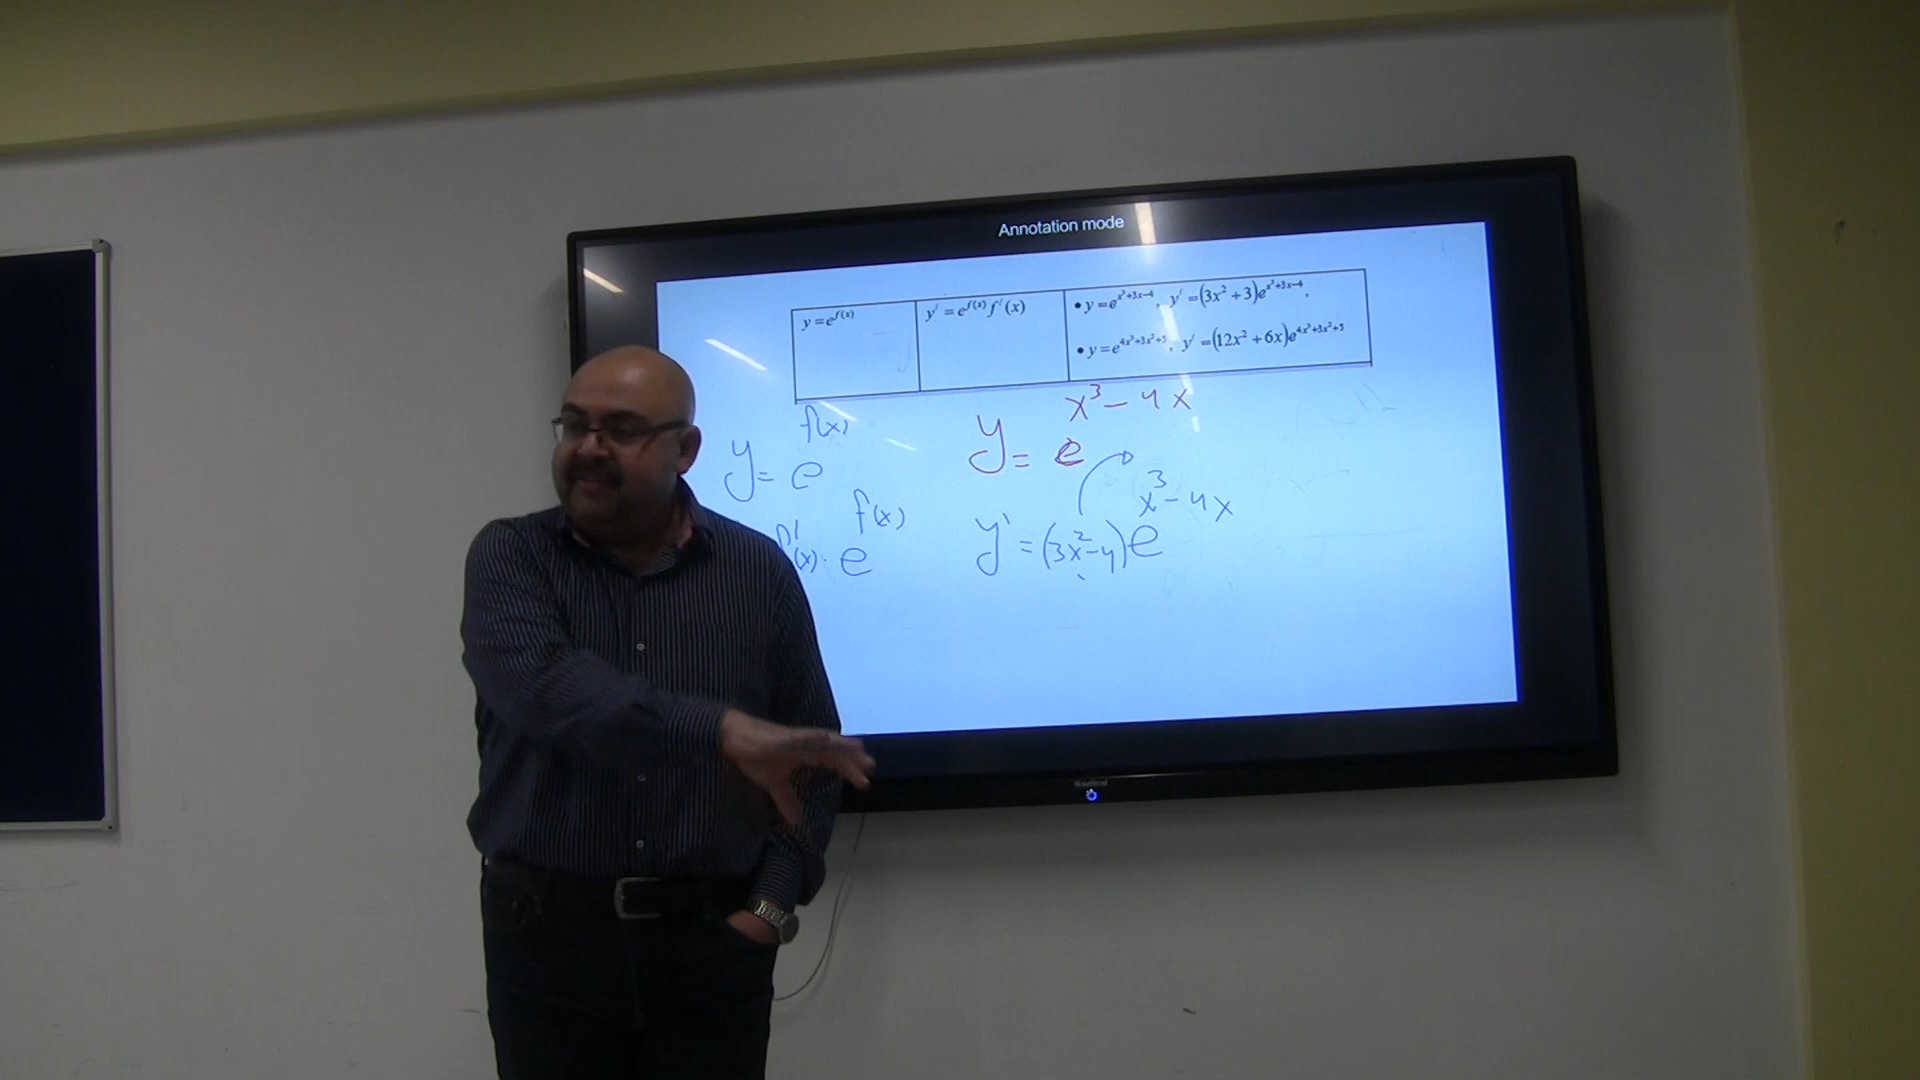 Annotation mode
y = e^{f(x)}
y′ = e^{f(x)} f′(x)
• y = e^{x³+3x−4}, y′ = (3x² + 3)e^{x³+3x−4},
• y = e^{4x³+3x²+5}, y′ = (12x² + 6x)e^{4x³+3x²+5}
y = e^{f(x)}
(x) · e^{f(x)}
y = e^{x³ − 4x}
y′ = (3x² − 4) e^{x³ − 4x}